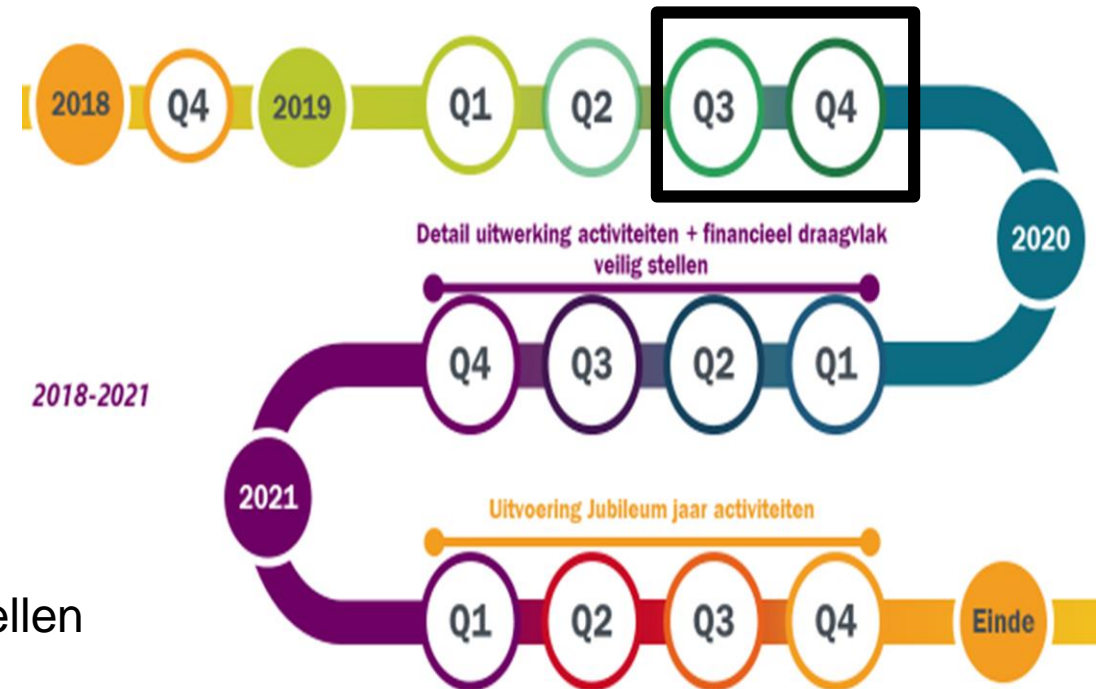 2018 Q4 2019 Q1 Q2 Q3 Q4
2020
Detail uitwerking activiteiten + financieel draagvlak
veilig stellen
Q4 Q3 Q2 Q1
2018-2021
2021
Uitvoering Jubileum jaar activiteiten
ellen
Q1 Q2 Q3 Q4 Einde